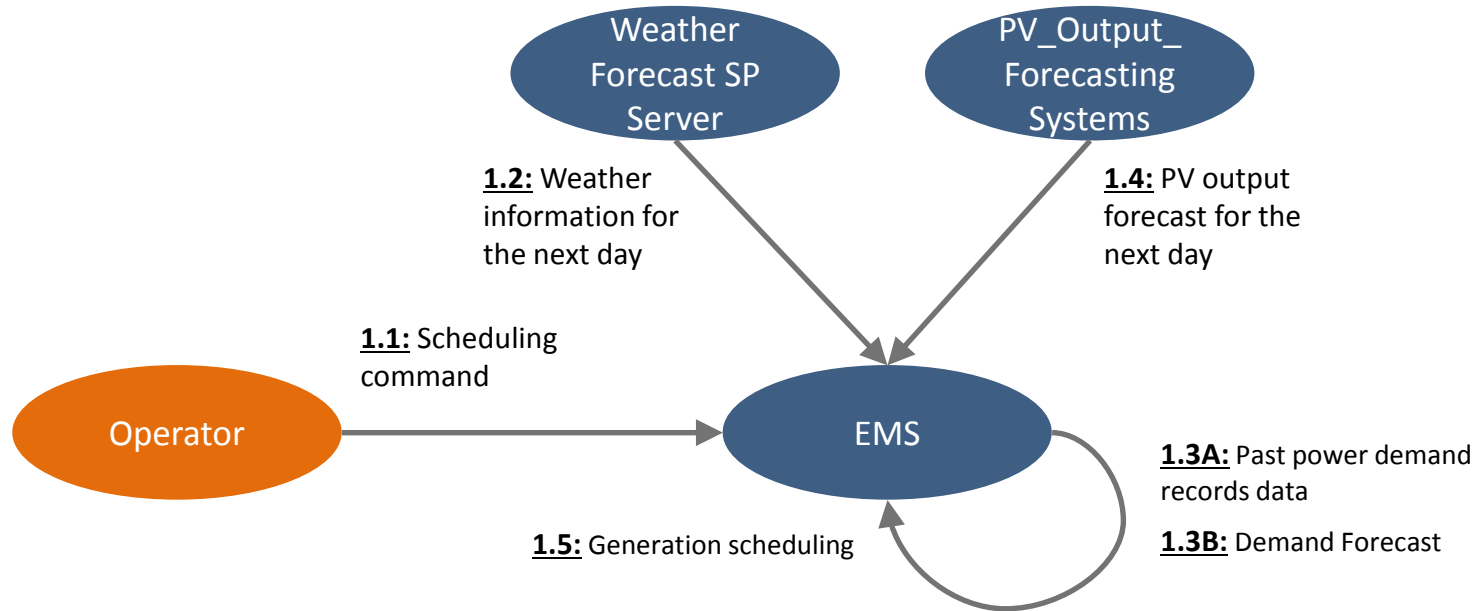 Weather
Forecast SP
Server
PV_Output_
Forecasting
Systems
1.2: Weather
information for
the next day
1.4: PV output
forecast for the
next day
1.1: Scheduling
command
Operator
EMS
1.3A: Past power demand
records data
1.3B: Demand Forecast
1.5: Generation scheduling